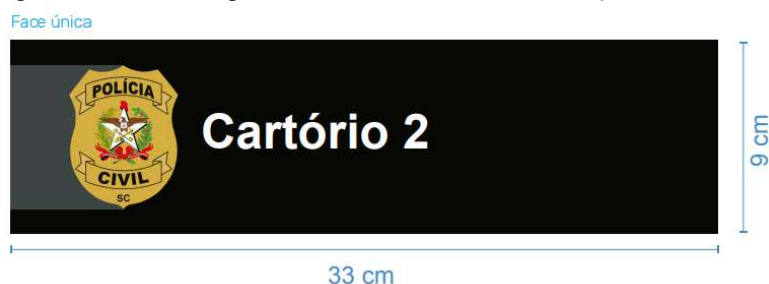 Face única
POLÍCIA
CIVIL
SC
Cartório 2
9 cm
33 cm